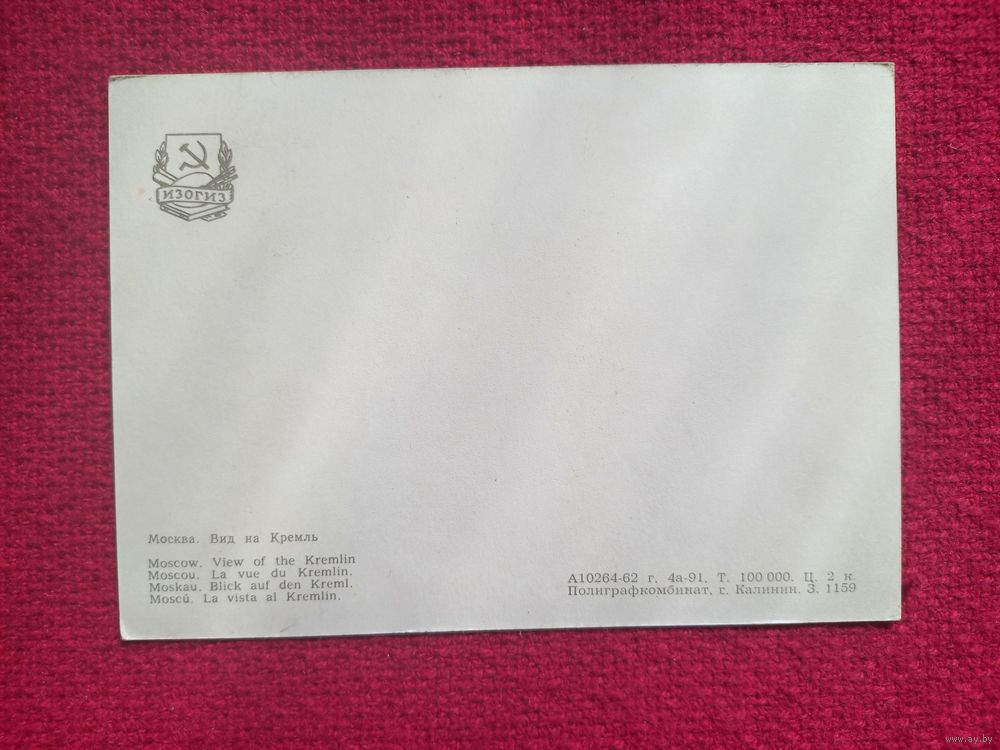 ИЗОГИЗ
Москва. Вид на Кремль
Moscow. View of the Kremlin
Moscou. La vue du Kremlin.
Moskau. Blick auf den Kreml.
Moscú. La vista al Kremlin.
А10264-62 г. 4а-91. Т. 100 000. Ц. 2 к.
Полиграфкомбинат, г. Калинин. З. 1159
www.ay.by